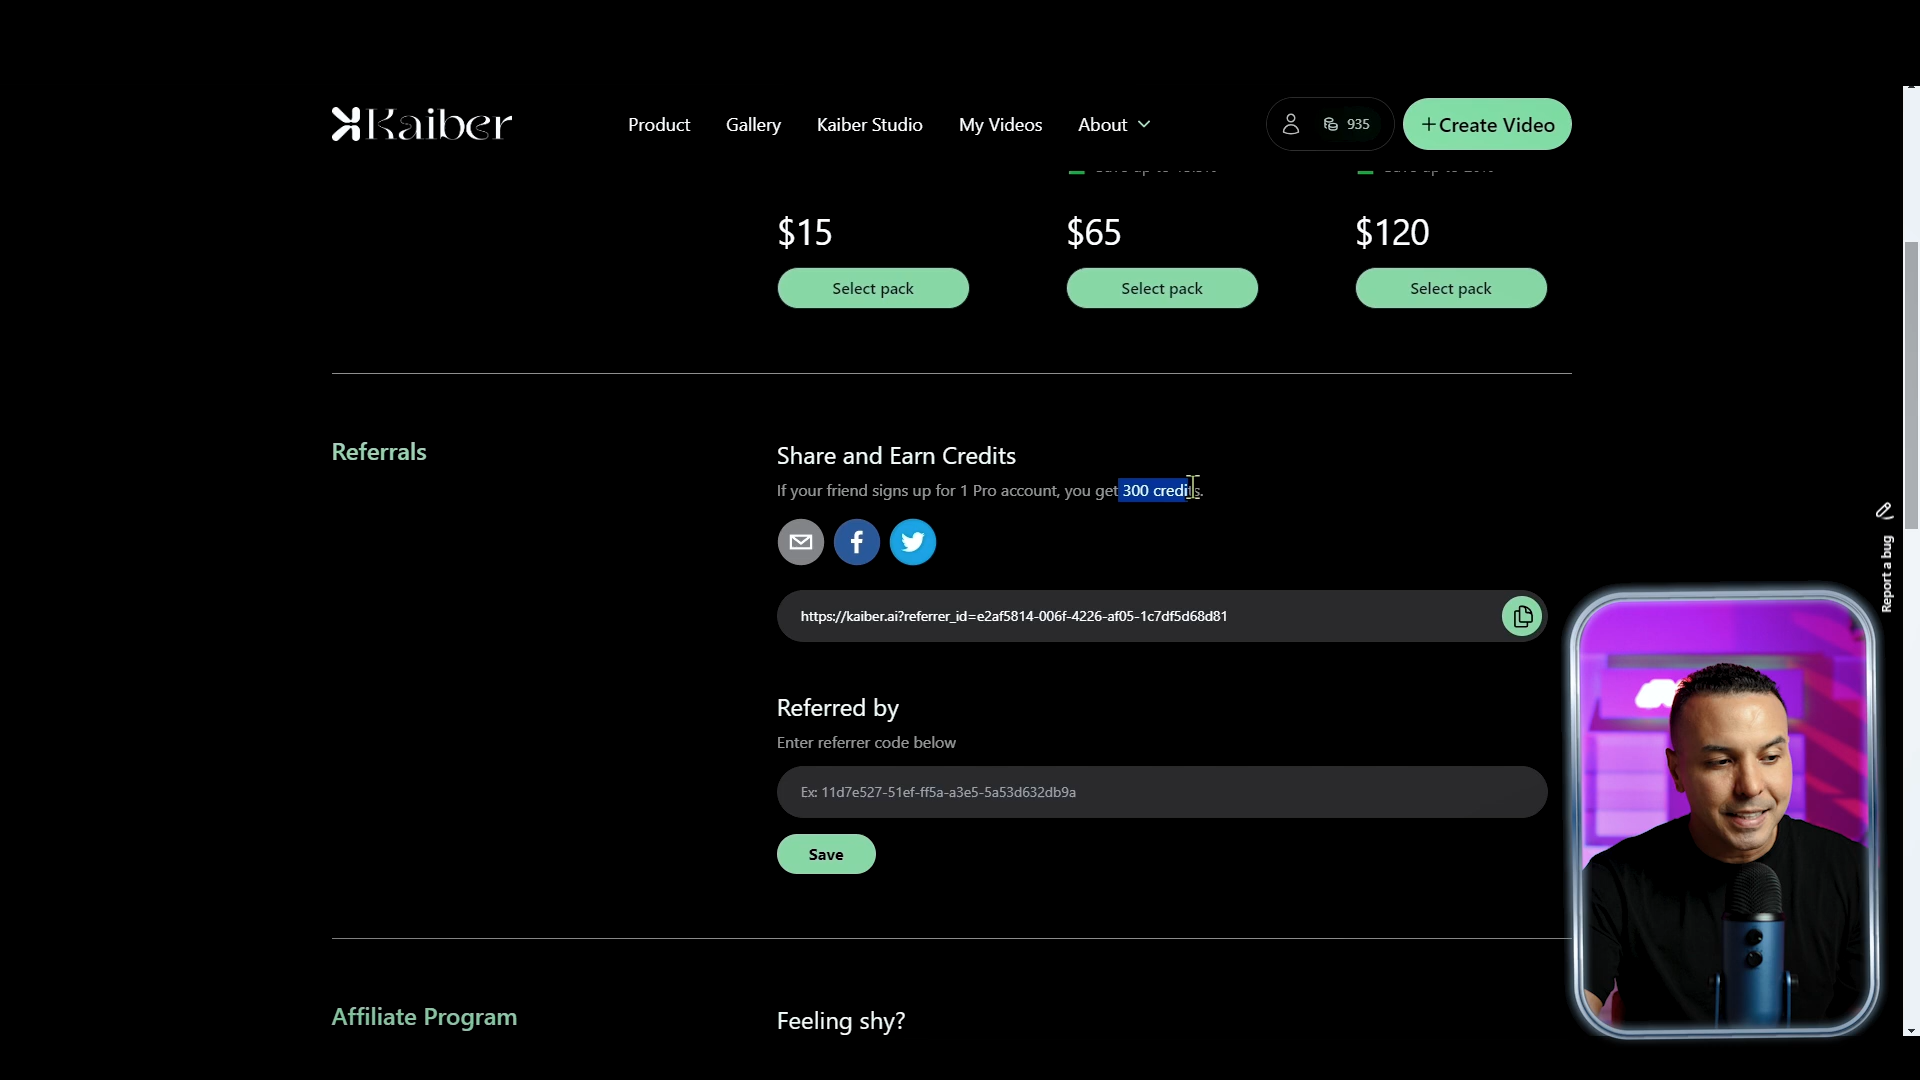 Kaiber
Product Gallery Kaiber Studio My Videos About 935 +Create Video
$15 $65 $120
Select pack Select pack Select pack
Referrals
Share and Earn Credits
If your friend signs up for 1 Pro account, you get 300 credits.
https://kaiber.ai?referrer_id=e2af5814-006f-4226-af05-1c7df5d68d81
Report a bug
Referred by
Enter referrer code below
Ex: 11d7e527-51ef-ff5a-a3e5-5a53d632db9a
Save
Affiliate Program
Feeling shy?